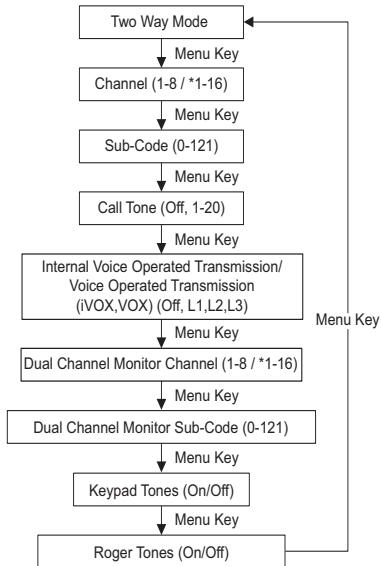 Two Way Mode
Menu Key
Channel (1-8 / *1-16)
Menu Key
Sub-Code (0-121)
Menu Key
Call Tone (Off, 1-20)
Menu Key
Internal Voice Operated Transmission/
Voice Operated Transmission
(iVOX,VOX) (Off, L1,L2,L3)
Menu Key
Menu Key
Dual Channel Monitor Channel (1-8 / *1-16)
Menu Key
Dual Channel Monitor Sub-Code (0-121)
Menu Key
Keypad Tones (On/Off)
Menu Key
Roger Tones (On/Off)